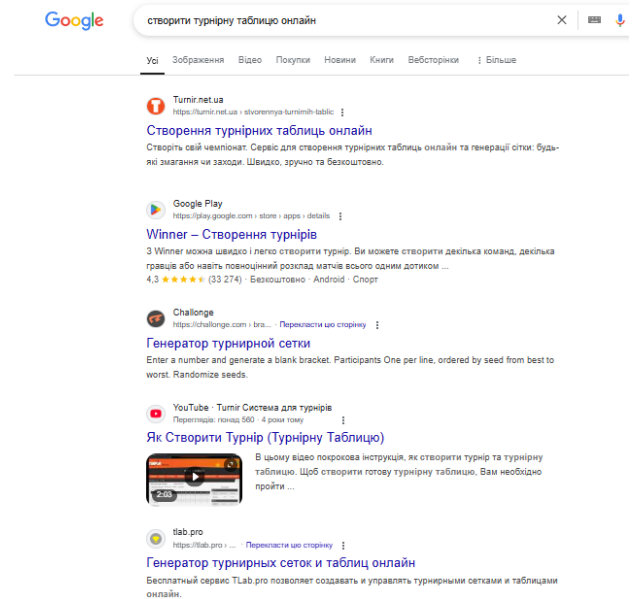 Google
створити турнірну таблицю онлайн
Усі Зображення Відео Покупки Новини Книги Вебсторінки Більше
Turnir.net.ua
https://turnir.net.ua › stvorennya-turnirnih-tablic
Створення турнірних таблиць онлайн
Створіть свій чемпіонат. Сервіс для створення турнірних таблиць онлайн та генерації сітки: будь-
які змагання чи заходи. Швидко, зручно та безкоштовно.
Google Play
https://play.google.com › store › apps › details
Winner – Створення турнірів
З Winner можна швидко і легко створити турнір. Ви можете створити декілька команд, декілька
гравців або навіть повноцінний розклад матчів всього одним дотиком ...
4,3 ★★★★★ (33 274) · Безкоштовно · Android · Спорт
Challonge
https://challonge.com › bra... · Перекласти цю сторінку
Генератор турнирной сетки
Enter a number and generate a blank bracket. Participants One per line, ordered by seed from best to
worst. Randomize seeds.
YouTube · Turnir Система для турнірів
Переглядів: понад 560 · 4 роки тому
Як Створити Турнір (Турнірну Таблицю)
В цьому відео покрокова інструкція, як створити турнір та турнірну
таблицю. Щоб створити готову турнірну таблицю, Вам необхідно
пройти ...
2:03
tlab.pro
https://tlab.pro › ... · Перекласти цю сторінку
Генератор турнирных сеток и таблиц онлайн
Бесплатный сервис TLab.pro позволяет создавать и управлять турнирными сетками и таблицами
онлайн.